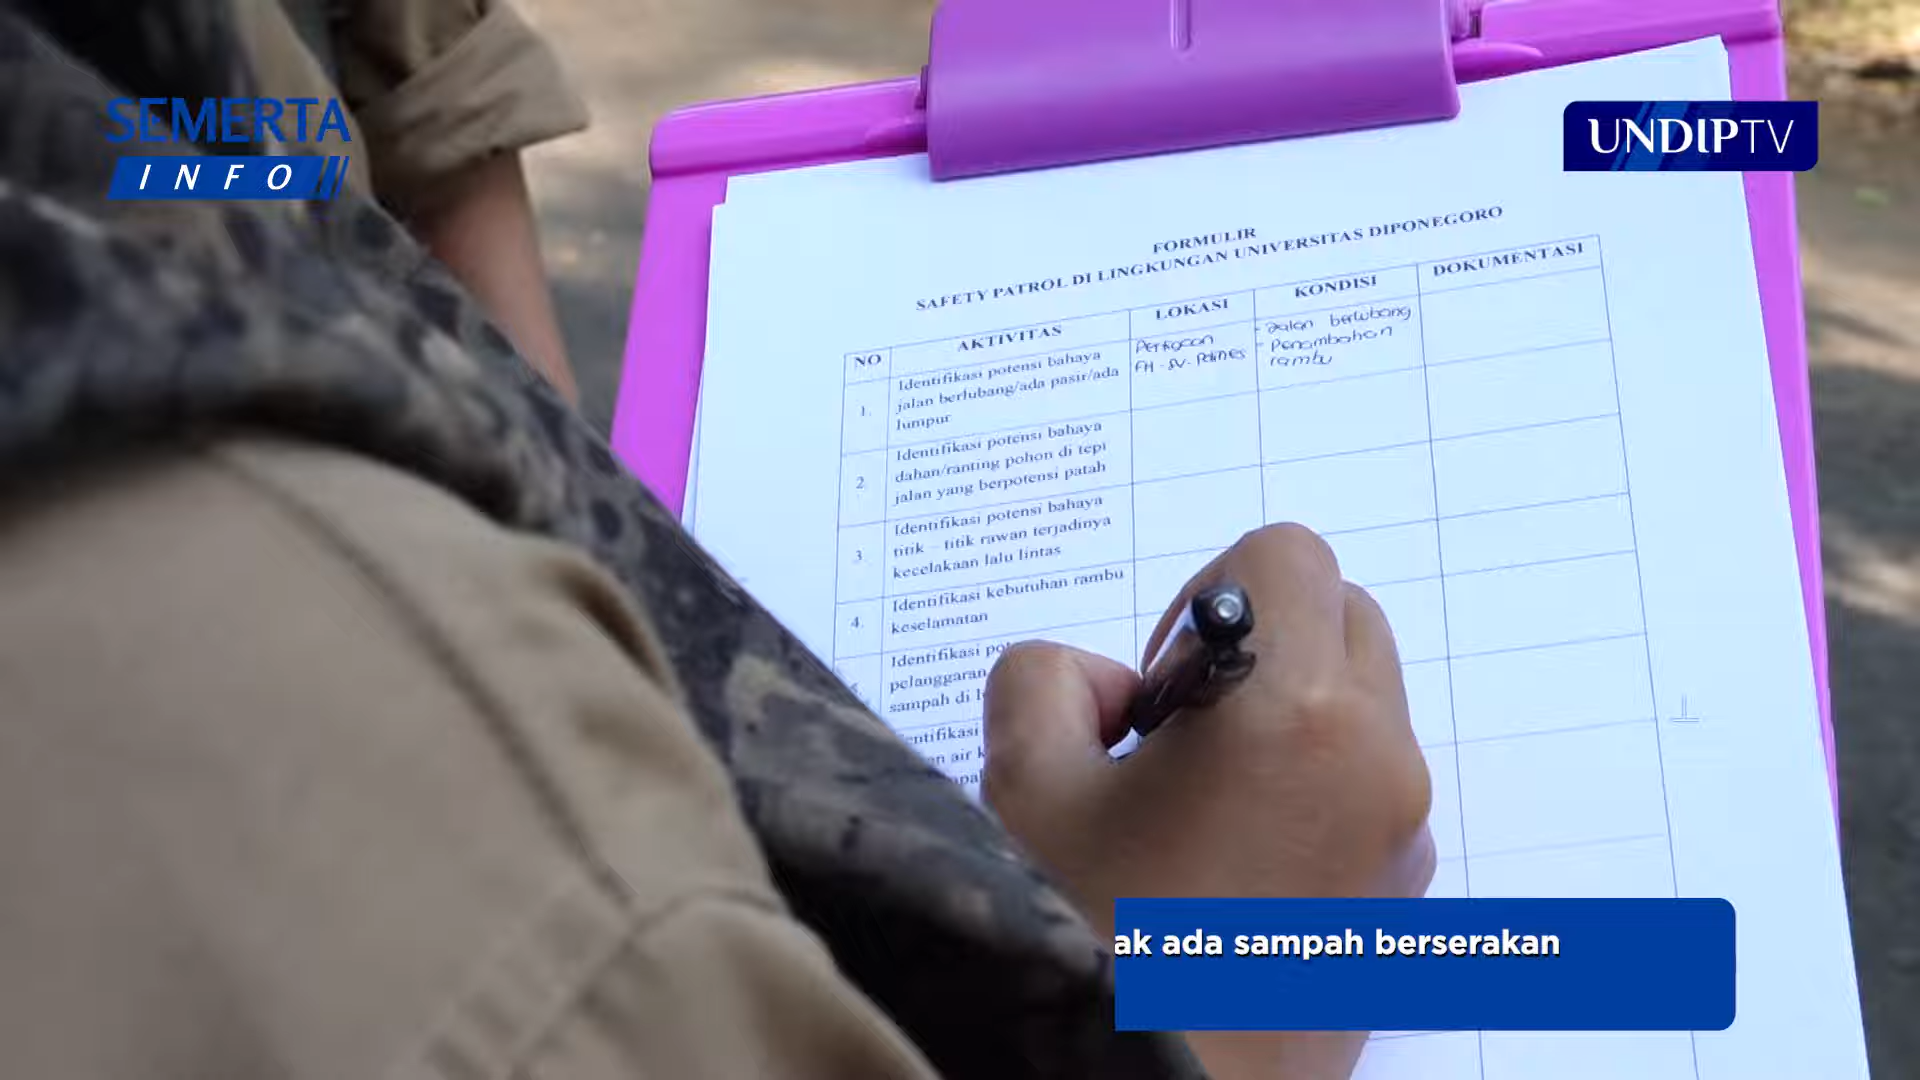 SEMERTA
INFO
UNDIPTV
FORMULIR
SAFETY PATROL DI LINGKUNGAN UNIVERSITAS DIPONEGORO
NO AKTIVITAS LOKASI KONDISI DOKUMENTASI
1. Identifikasi potensi bahaya
jalan berlubang/ada pasir/ada
lumpur
Pertigaan
FH - SV - Polines
- Jalan berlubang
- Penambahan
rambu
2. Identifikasi potensi bahaya
dahan/ranting pohon di tepi
jalan yang berpotensi patah
3. Identifikasi potensi bahaya
titik – titik rawan terjadinya
kecelakaan lalu lintas
4. Identifikasi kebutuhan rambu
keselamatan
Identifikasi
pelanggaran
sampah di
air
ak ada sampah berserakan